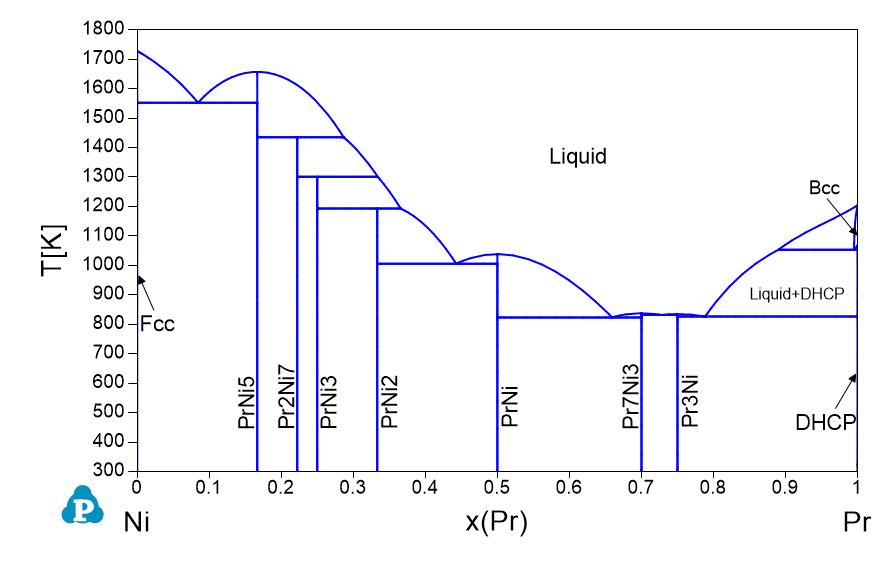 1800
1700
1600
1500
1400
1300
1200
1100
1000
900
800
700
600
500
400
300
T[K]
Liquid
Bcc
Liquid+DHCP
Fcc
DHCP
PrNi5
Pr2Ni7
PrNi3
PrNi2
PrNi
Pr7Ni3
Pr3Ni
0 0.1 0.2 0.3 0.4 0.5 0.6 0.7 0.8 0.9 1
P
Ni x(Pr) Pr